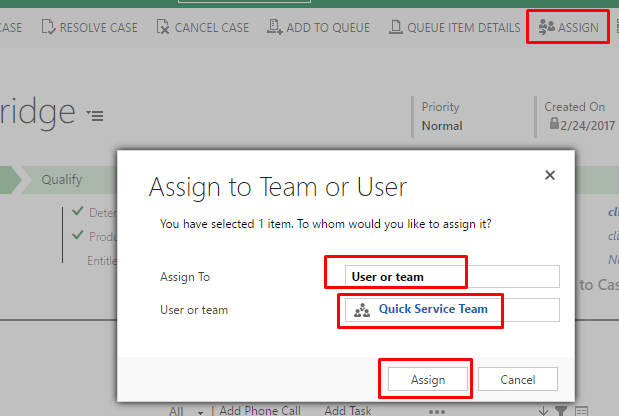 CASE RESOLVE CASE CANCEL CASE ADD TO QUEUE QUEUE ITEM DETAILS ASSIGN
ridge
Priority
Normal
Created On
2/24/2017
Qualify
Assign to Team or User
You have selected 1 item. To whom would you like to assign it?
Assign To User or team
User or team Quick Service Team
Assign Cancel
Deter
Produ
Entitle
cli
cli
to Cas
All Add Phone Call Add Task